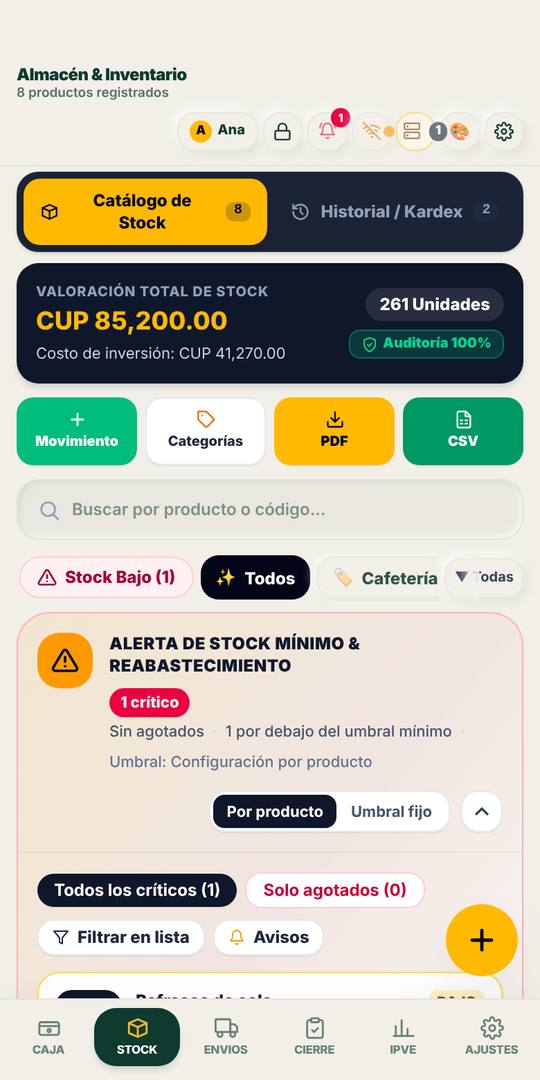 Almacén & Inventario
8 productos registrados
A Ana
1
1
Catálogo de
Stock
8
Historial / Kardex 2
VALORACIÓN TOTAL DE STOCK
CUP 85,200.00
Costo de inversión: CUP 41,270.00
261 Unidades
Auditoría 100%
Movimiento
Categorías
PDF
CSV
Buscar por producto o código...
Stock Bajo (1)
Todos
Cafetería
Todas
ALERTA DE STOCK MÍNIMO &
REABASTECIMIENTO
1 crítico
Sin agotados · 1 por debajo del umbral mínimo ·
Umbral: Configuración por producto
Por producto
Umbral fijo
Todos los críticos (1)
Solo agotados (0)
Filtrar en lista
Avisos
CAJA
STOCK
ENVIOS
CIERRE
IPVE
AJUSTES